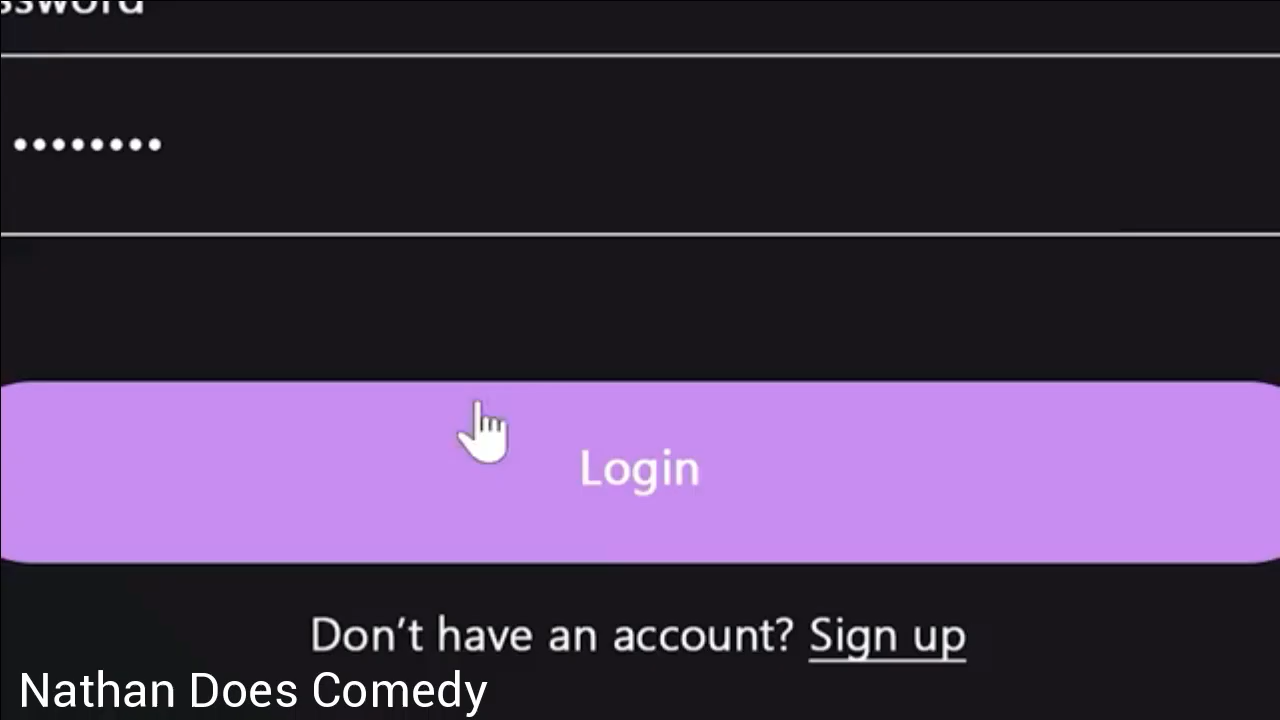 ••••••••
Login
Don’t have an account? Sign up
Nathan Does Comedy